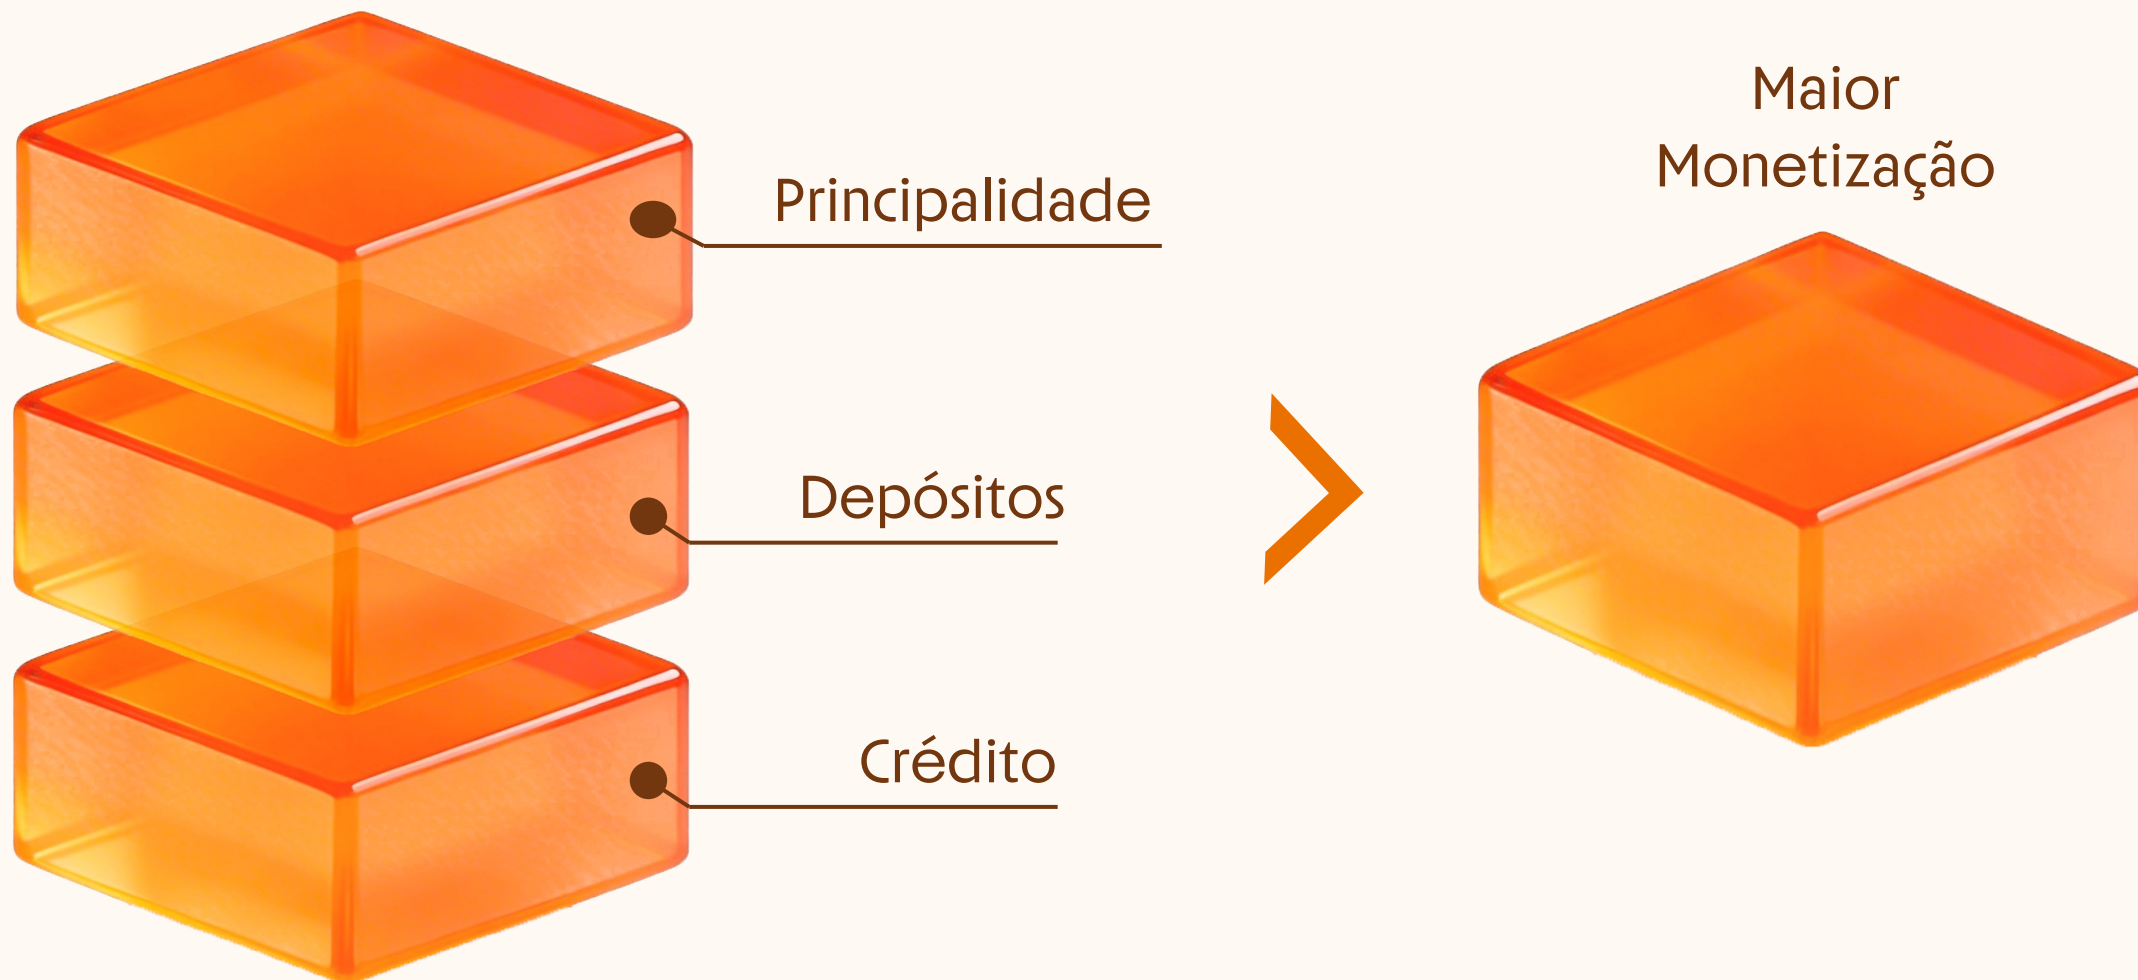 Principalidade
Depósitos
Crédito
Maior
Monetização